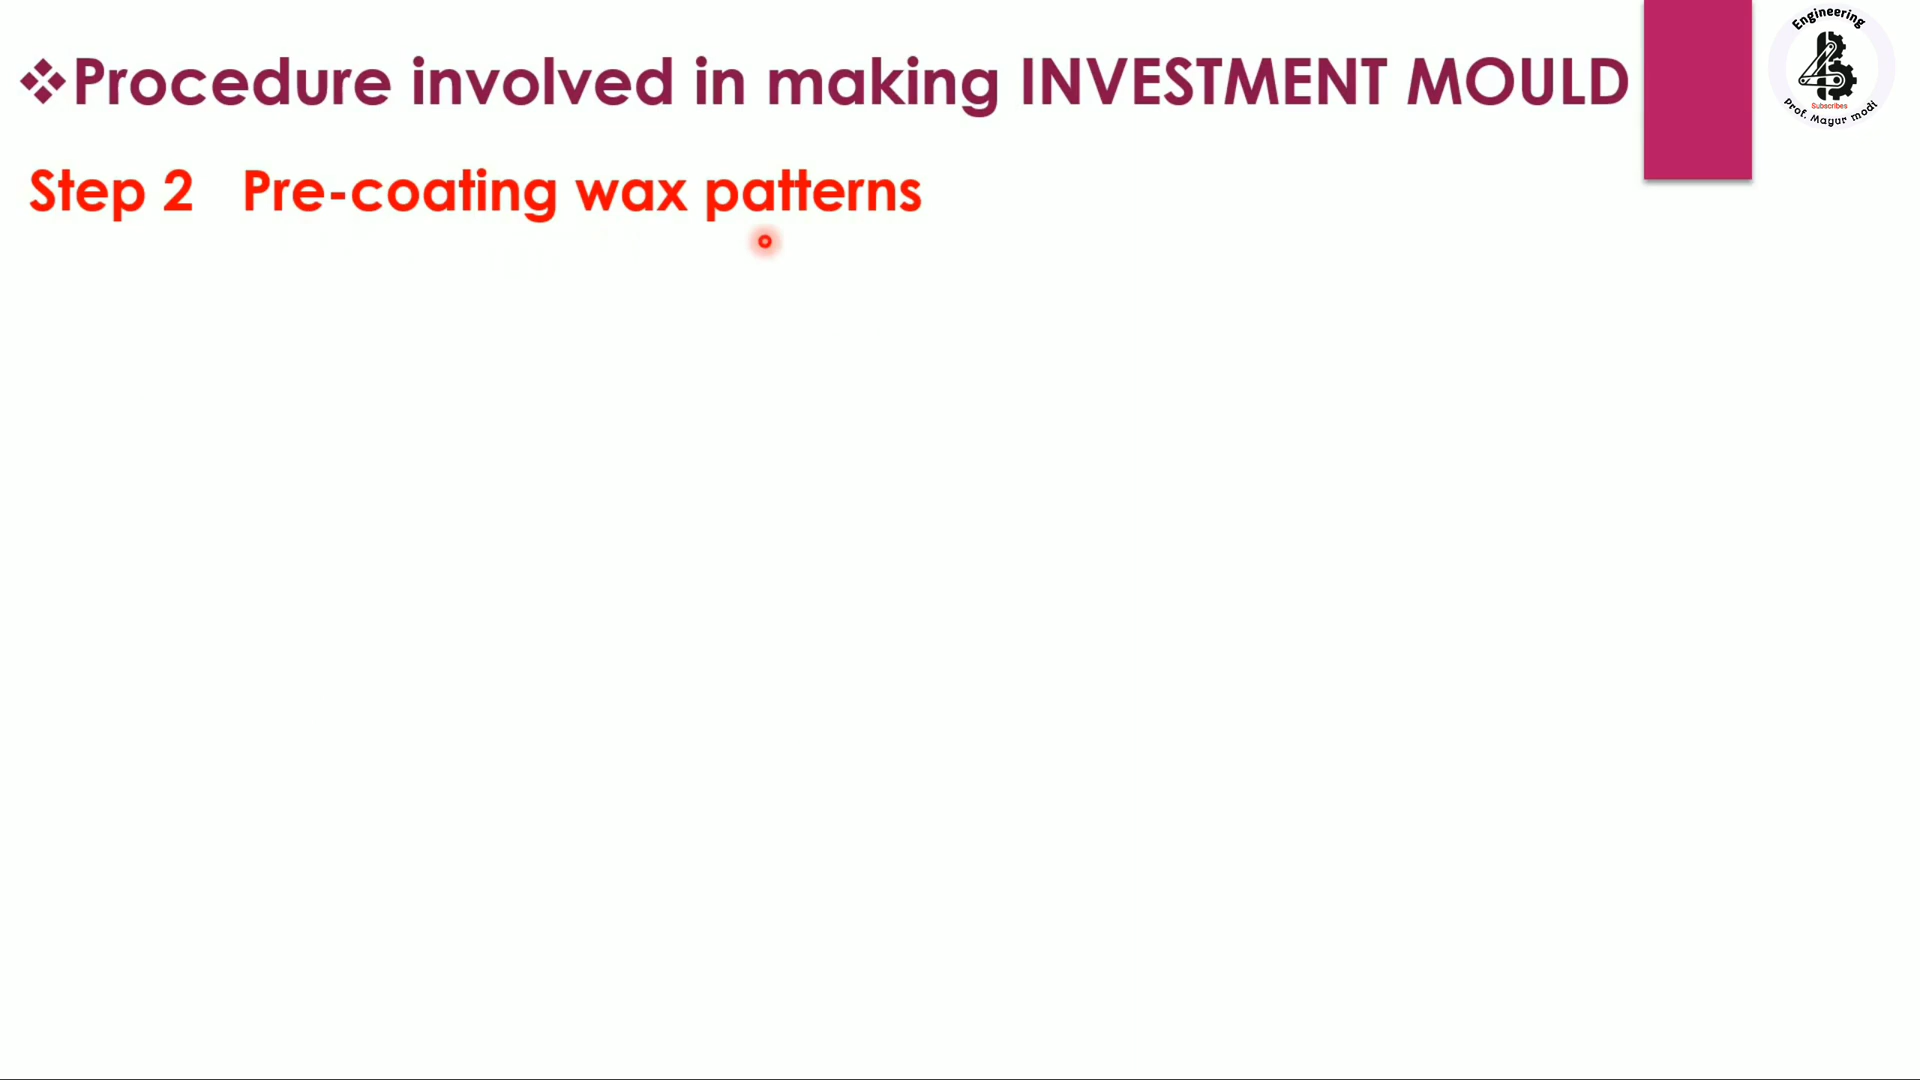 ❖Procedure involved in making INVESTMENT MOULD
Engineering
Subscribes
Prof. Mayur modi
Step 2 Pre-coating wax patterns